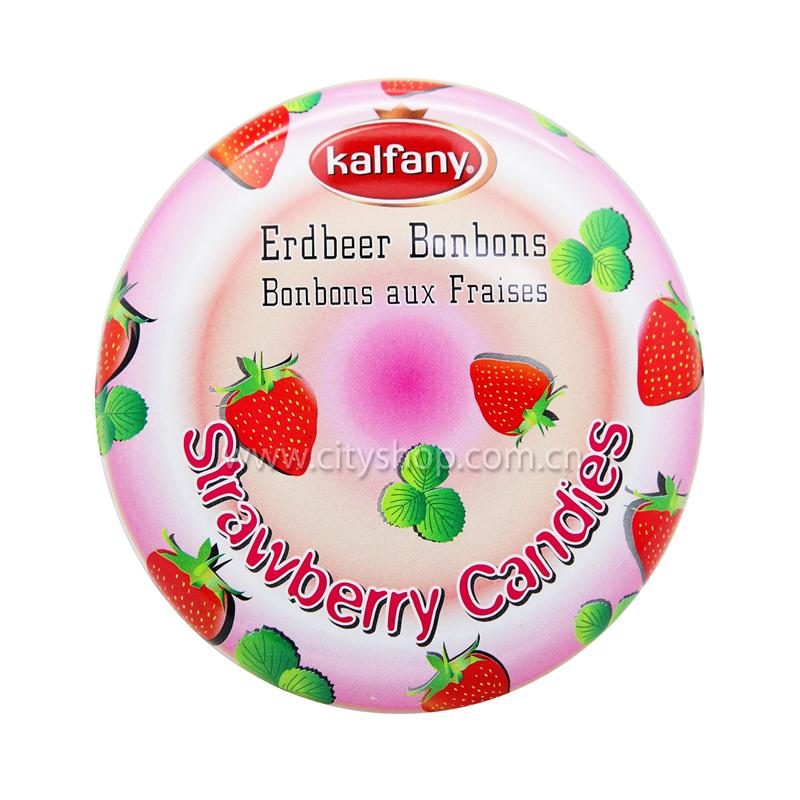 kalfany®
Erdbeer Bonbons
Bonbons aux Fraises
www.cityshop.com.cn
Strawberry Candies